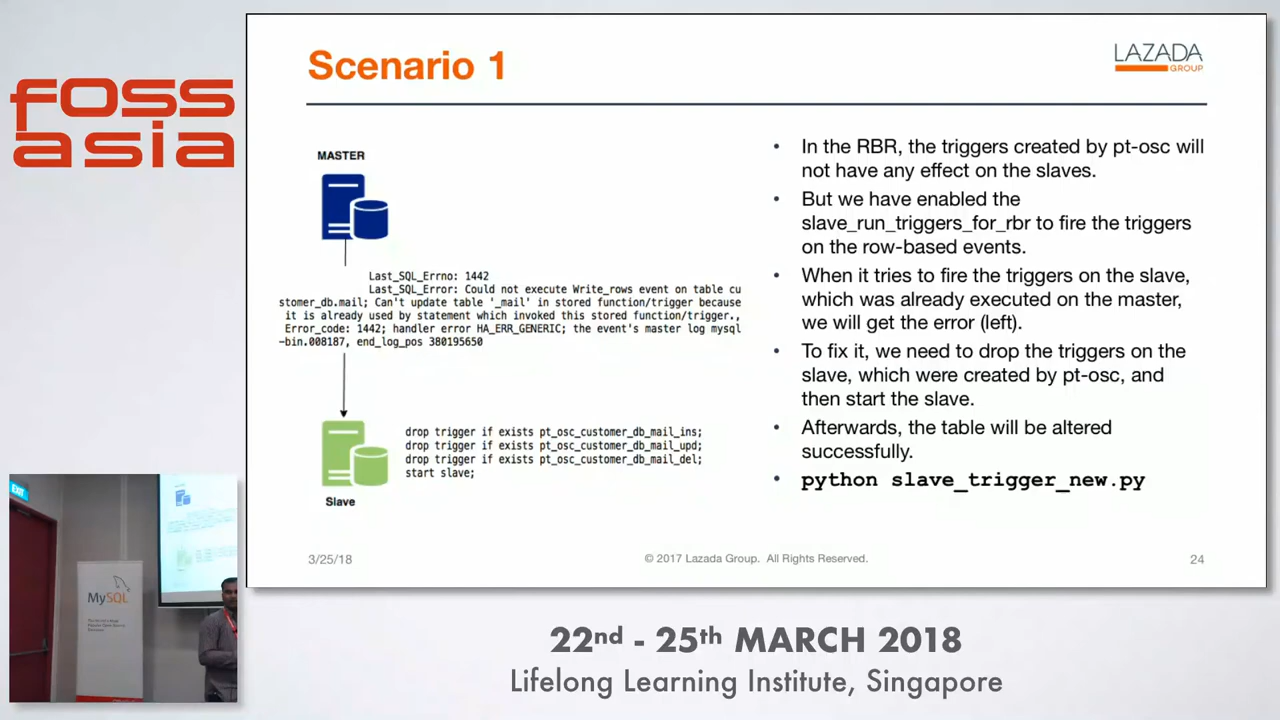 foss
asia
Scenario 1
LAZADA
GROUP
MASTER
Last_SQL_Errno: 1442
Last_SQL_Error: Could not execute Write_rows event on table cu
stomer_db.mail; Can't update table '_mail' in stored function/trigger because
it is already used by statement which invoked this stored function/trigger.,
Error_code: 1442; handler error HA_ERR_GENERIC; the event's master log mysql
-bin.008187, end_log_pos 380195650
drop trigger if exists pt_osc_customer_db_mail_ins;
drop trigger if exists pt_osc_customer_db_mail_upd;
drop trigger if exists pt_osc_customer_db_mail_del;
start slave;
Slave
• In the RBR, the triggers created by pt-osc will
not have any effect on the slaves.
• But we have enabled the
slave_run_triggers_for_rbr to fire the triggers
on the row-based events.
• When it tries to fire the triggers on the slave,
which was already executed on the master,
we will get the error (left).
• To fix it, we need to drop the triggers on the
slave, which were created by pt-osc, and
then start the slave.
• Afterwards, the table will be altered
successfully.
• python slave_trigger_new.py
3/25/18
© 2017 Lazada Group. All Rights Reserved.
24
EXIT
MySQL
22nd - 25th MARCH 2018
Lifelong Learning Institute, Singapore